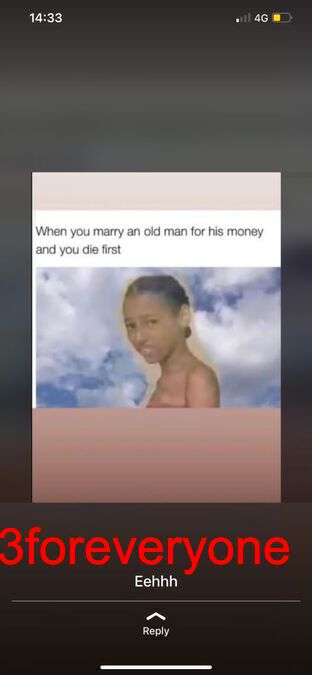 14:33
4G
When you marry an old man for his money
and you die first
3foreveryone
Eehhh
Reply